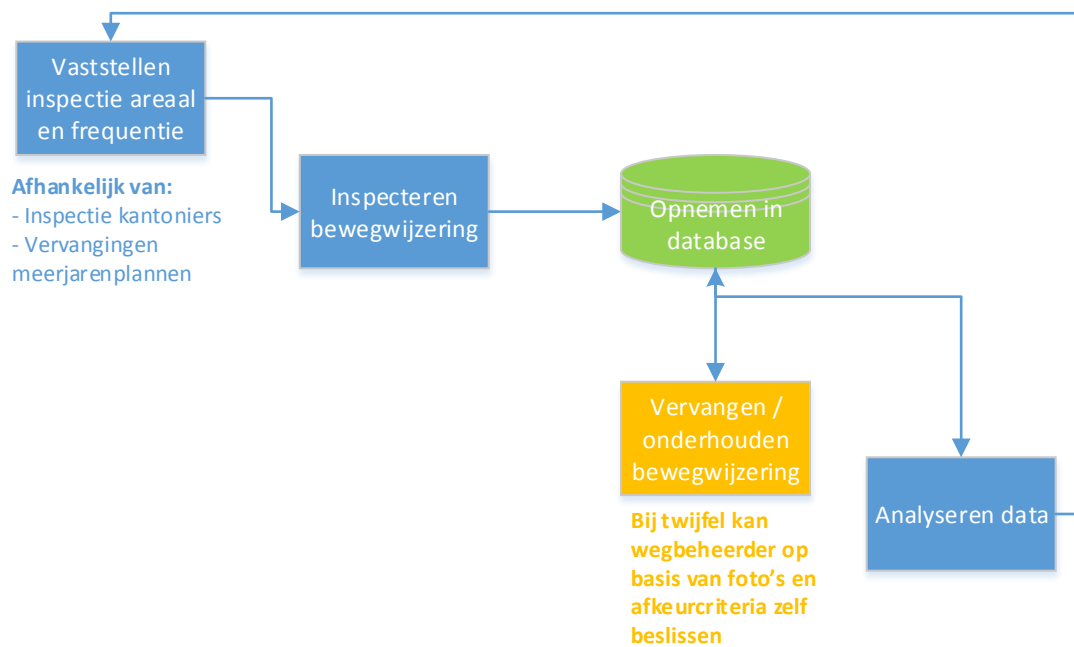 Vaststellen
inspectie areaal
en frequentie
Afhankelijk van:
- Inspectie kantoniers
- Vervangingen
meerjarenplannen
Inspecteren
bewegwijzering
Opnemen in
database
Vervangen /
onderhouden
bewegwijzering
Bij twijfel kan
wegbeheerder op
basis van foto’s en
afkeurcriteria zelf
beslissen
Analyseren data